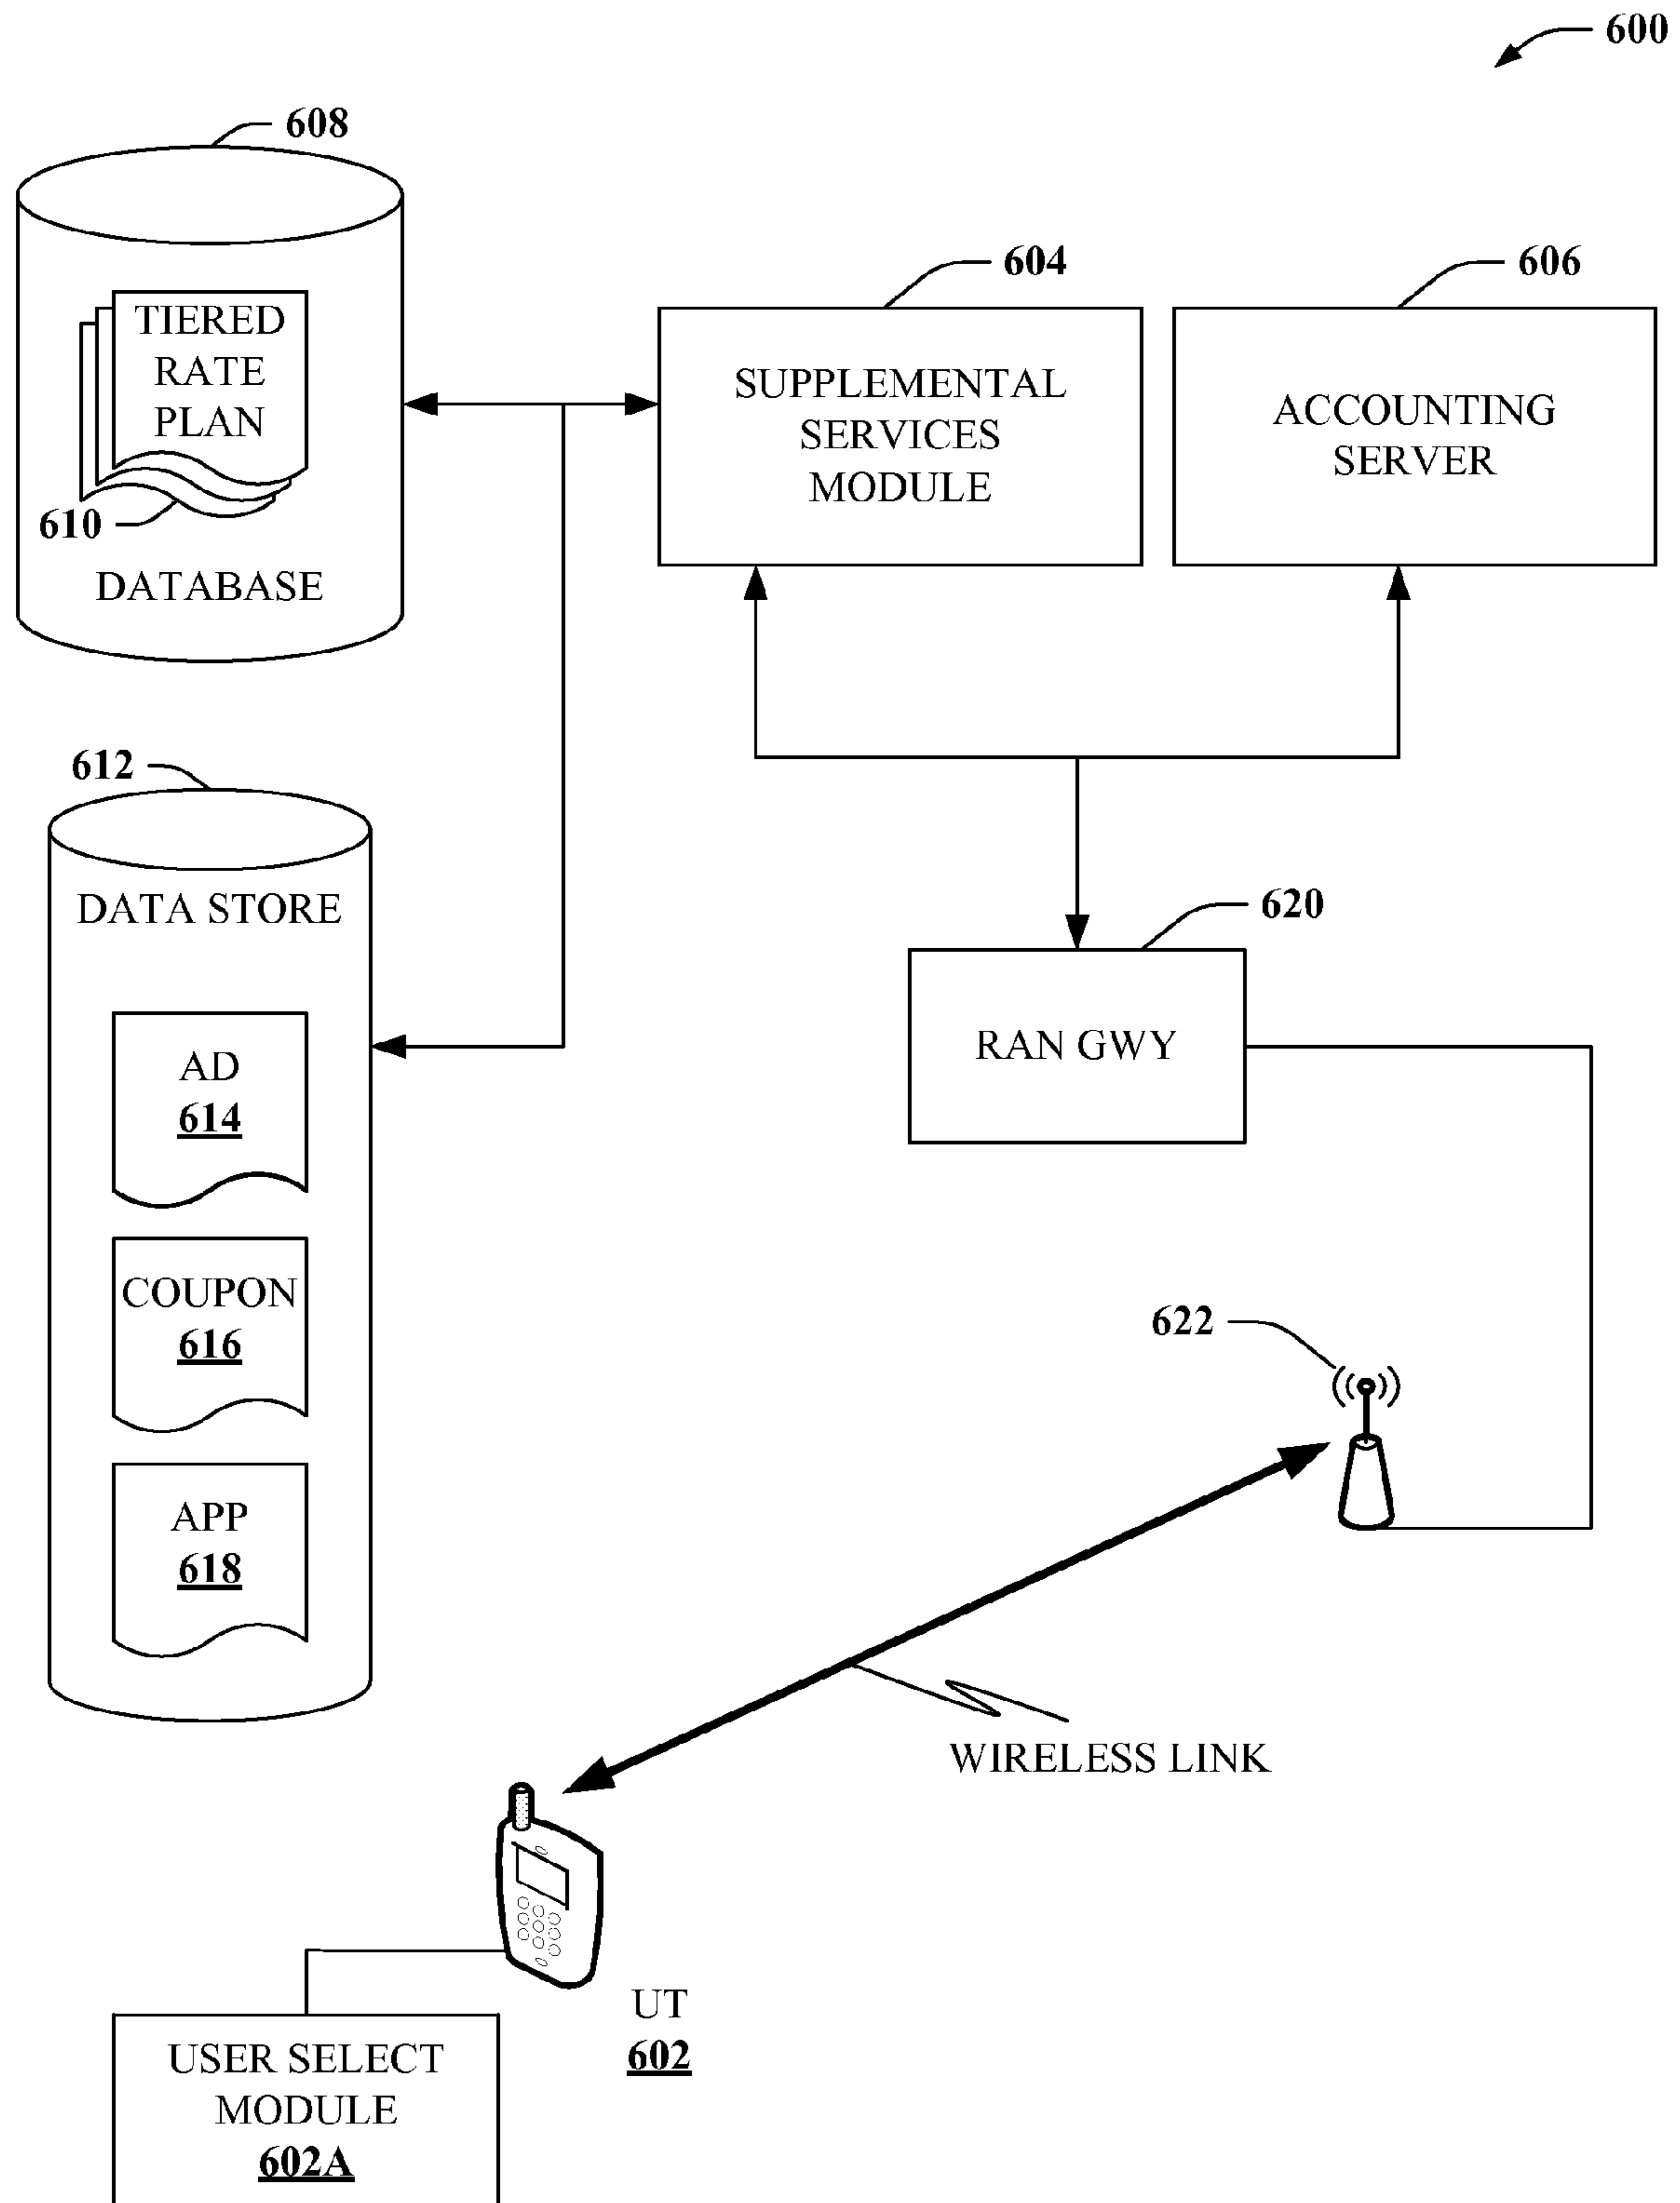 600
608
TIERED
RATE
PLAN
610
DATABASE
604
SUPPLEMENTAL
SERVICES
MODULE
606
ACCOUNTING
SERVER
612
DATA STORE
AD
614
COUPON
616
APP
618
620
RAN GWY
622
WIRELESS LINK
UT
602
USER SELECT
MODULE
602A